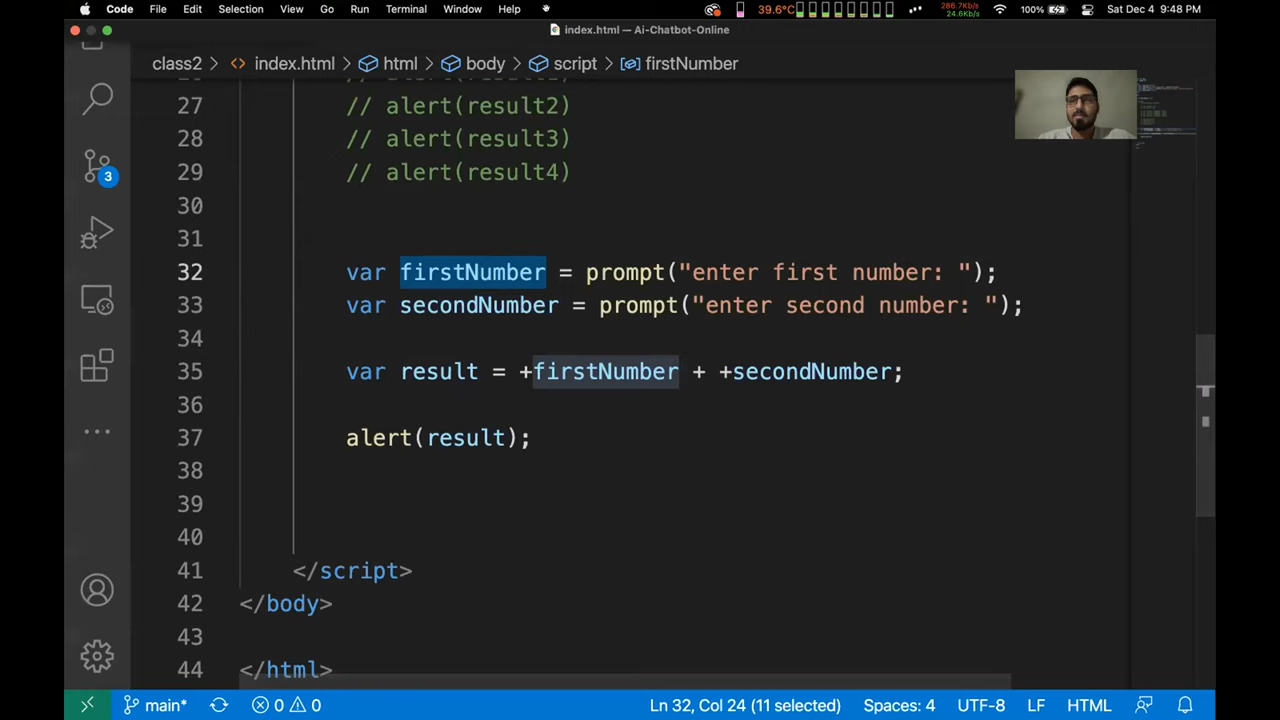 Code File Edit Selection View Go Run Terminal Window Help 39.6°C 286.7KB/s 24.6KB/s 100% Sat Dec 4 9:48 PM
index.html — Ai-Chatbot-Online
class2 > index.html > html > body > script > firstNumber
27 // alert(result2)
28 // alert(result3)
29 // alert(result4)
30
31
32 var firstNumber = prompt("enter first number: ");
33 var secondNumber = prompt("enter second number: ");
34
35 var result = +firstNumber + +secondNumber;
36
37 alert(result);
38
39
40
41 </script>
42 </body>
43
44 </html>
3
main* 0 0 Ln 32, Col 24 (11 selected) Spaces: 4 UTF-8 LF HTML